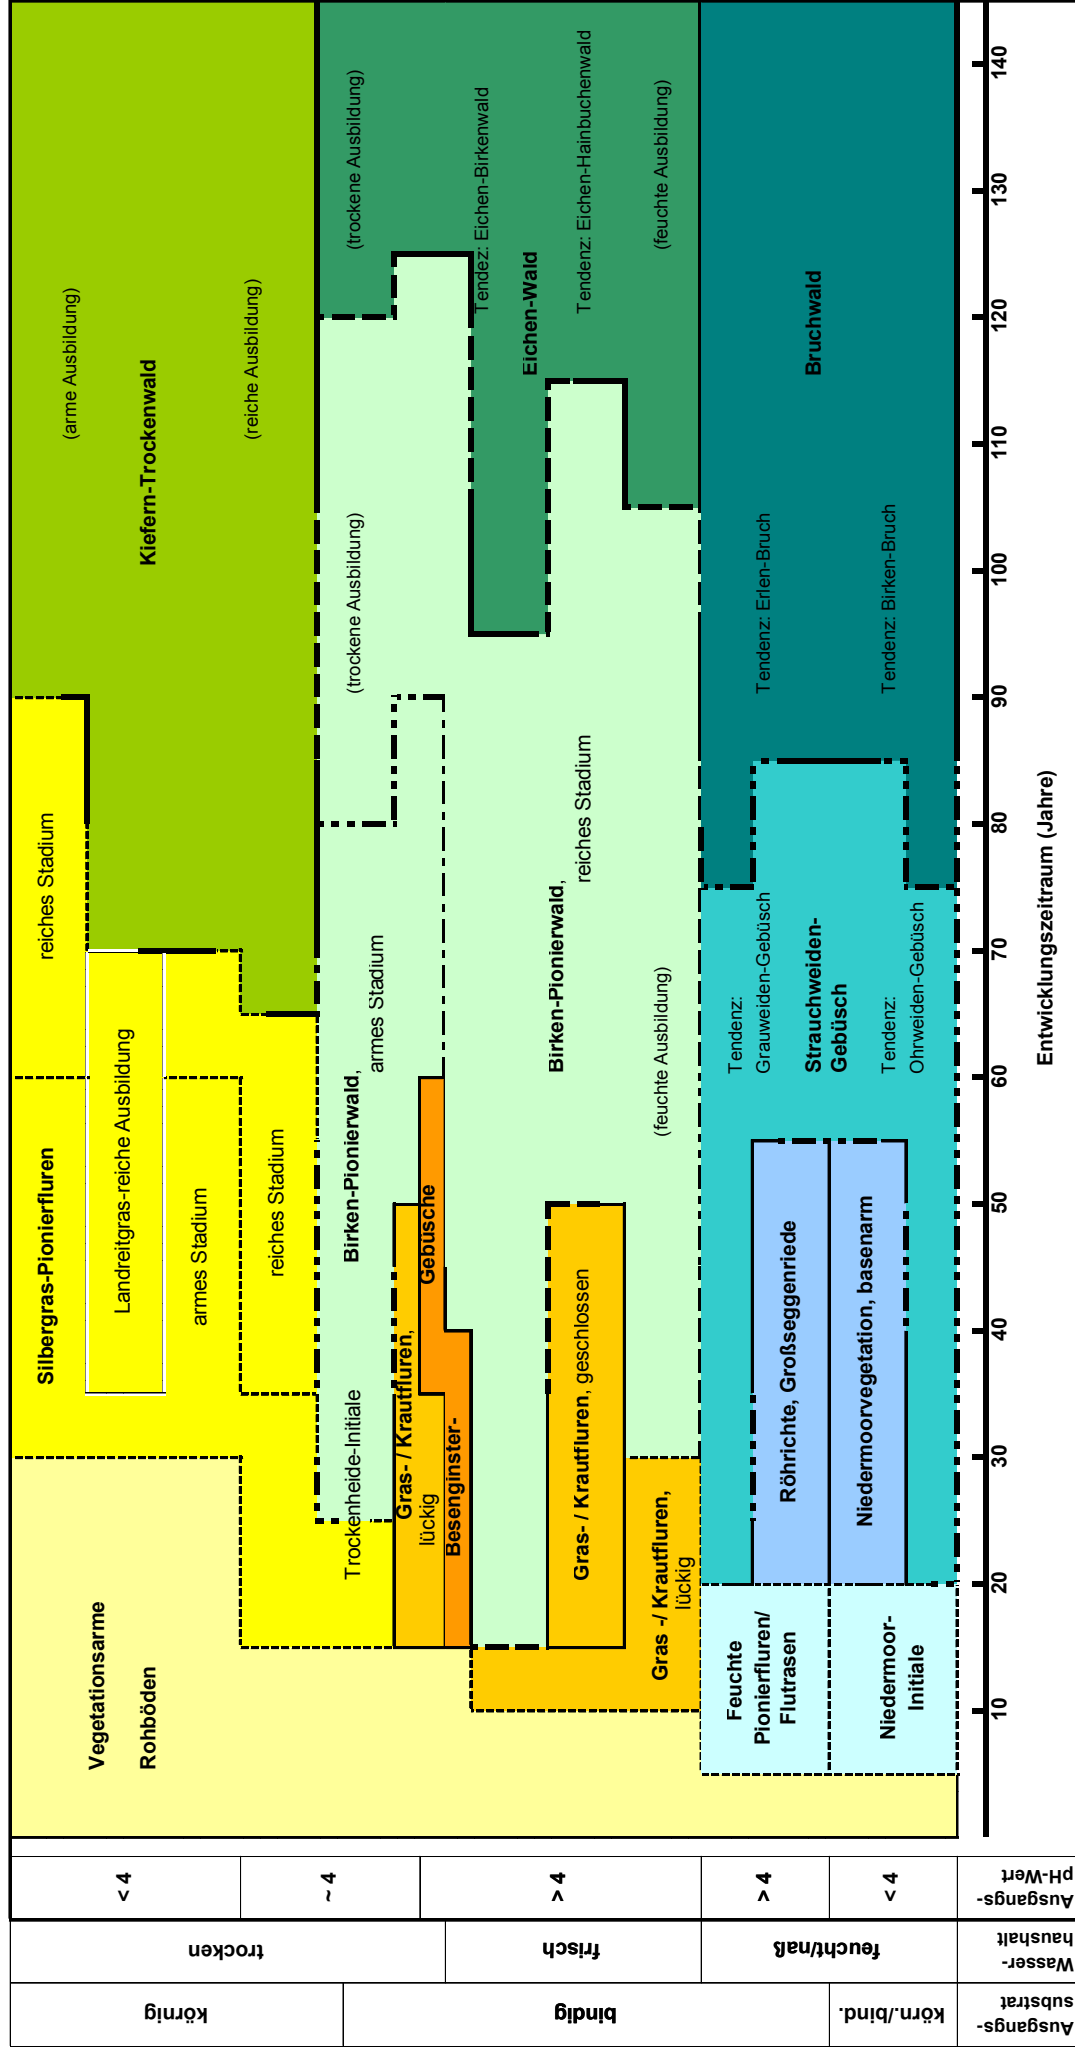 Ausgangs-
substrat
Wasser-
haushalt
Ausgangs-
pH-Wert
körnig
bindig
körn./bind.
trocken
frisch
feucht/naß
< 4
~ 4
> 4
> 4
< 4
Vegetationsarme
Rohböden
Silbergras-Pionierfluren
reiches Stadium
Landreitgras-reiche Ausbildung
armes Stadium
reiches Stadium
(arme Ausbildung)
Kiefern-Trockenwald
(reiche Ausbildung)
Trockenheide-Initiale
Birken-Pionierwald,
armes Stadium
(trockene Ausbildung)
(trockene Ausbildung)
Gras- / Krautfluren,
lückig
Besenginster-
Gebüsche
Tendez: Eichen-Birkenwald
Eichen-Wald
Tendenz: Eichen-Hainbuchenwald
(feuchte Ausbildung)
Birken-Pionierwald,
reiches Stadium
(feuchte Ausbildung)
Gras- / Krautfluren, geschlossen
Gras -/ Krautfluren,
lückig
Feuchte
Pionierfluren/
Flutrasen
Niedermoor-
Initiale
Röhrichte, Großseggenriede
Niedermoorvegetation, basenarm
Tendenz:
Grauweiden-Gebüsch
Strauchweiden-
Gebüsch
Tendenz:
Ohrweiden-Gebüsch
Tendenz: Erlen-Bruch
Bruchwald
Tendenz: Birken-Bruch
10 20 30 40 50 60 70 80 90 100 110 120 130 140
Entwicklungszeitraum (Jahre)